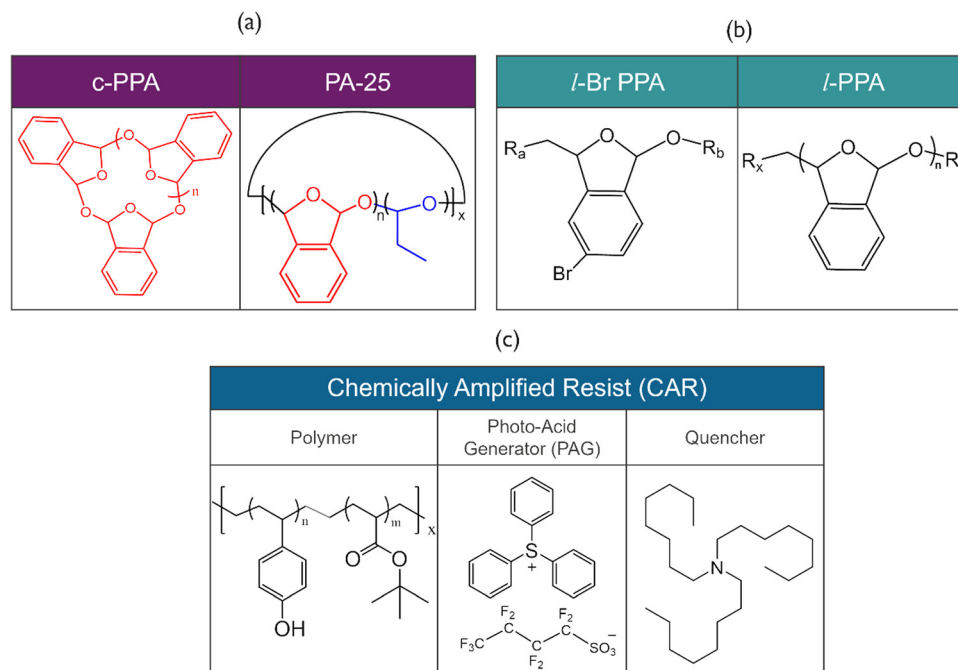 (a)
(b)
c-PPA
PA-25
l-Br PPA
l-PPA
O
O
O
O
O
O
n
O
O
n
O
x
O
O
Ra
Rb
Br
O
O
Rx
n
R
(c)
Chemically Amplified Resist (CAR)
Polymer
Photo-Acid
Generator (PAG)
Quencher
n
m
x
O
O
OH
S
+
F2
F2
F3C
C
C
C
SO3
−
F2
N